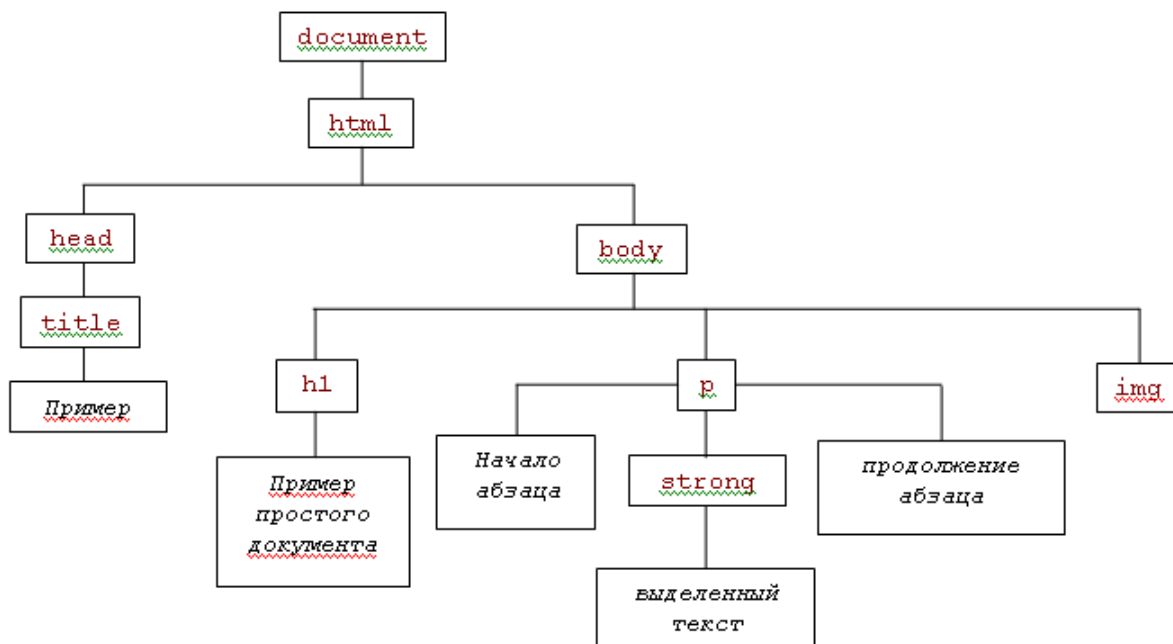 document
html
head
body
title
h1
p
img
Пример
Начало
абзаца
strong
продолжение
абзаца
Пример
простого
документа
выделенный
текст